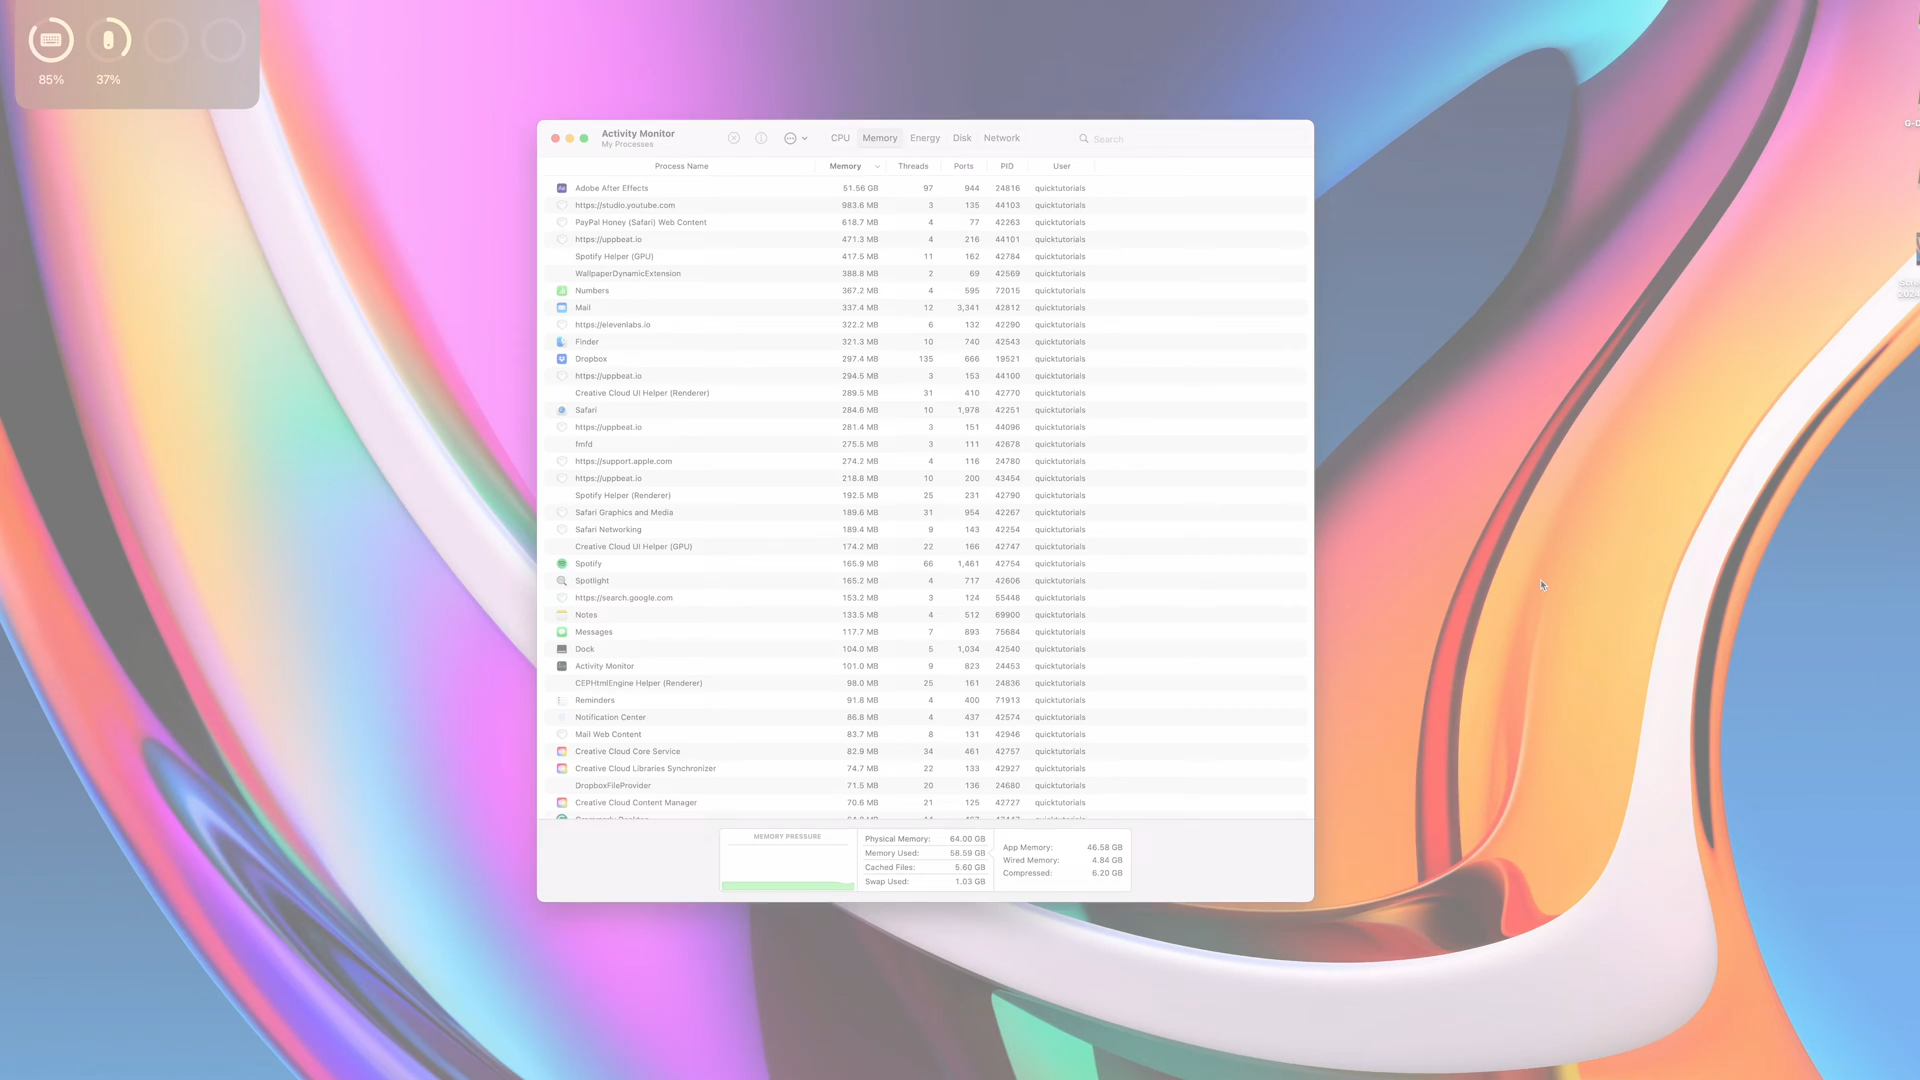 85% 37%
G-D
Activity Monitor
My Processes
CPU Memory Energy Disk Network
Search
Process Name Memory Threads Ports PID User
Adobe After Effects 51.56 GB 97 944 24816 quicktutorials
https://studio.youtube.com 983.6 MB 3 135 44103 quicktutorials
PayPal Honey (Safari) Web Content 618.7 MB 4 77 42263 quicktutorials
https://uppbeat.io 471.3 MB 4 216 44101 quicktutorials
Spotify Helper (GPU) 417.5 MB 11 162 42784 quicktutorials
WallpaperDynamicExtension 388.8 MB 2 69 42569 quicktutorials
Numbers 367.2 MB 4 595 72015 quicktutorials
Mail 337.4 MB 12 3,341 42812 quicktutorials
https://elevenlabs.io 322.2 MB 6 132 42290 quicktutorials
Finder 321.3 MB 10 740 42543 quicktutorials
Dropbox 297.4 MB 135 666 19521 quicktutorials
https://uppbeat.io 294.5 MB 3 153 44100 quicktutorials
Creative Cloud UI Helper (Renderer) 289.5 MB 31 410 42770 quicktutorials
Safari 284.6 MB 10 1,978 42251 quicktutorials
https://uppbeat.io 281.4 MB 3 151 44096 quicktutorials
fmfd 275.5 MB 3 111 42678 quicktutorials
https://support.apple.com 274.2 MB 4 116 24780 quicktutorials
https://uppbeat.io 218.8 MB 10 200 43454 quicktutorials
Spotify Helper (Renderer) 192.5 MB 25 231 42790 quicktutorials
Safari Graphics and Media 189.6 MB 31 954 42267 quicktutorials
Safari Networking 189.4 MB 9 143 42254 quicktutorials
Creative Cloud UI Helper (GPU) 174.2 MB 22 166 42747 quicktutorials
Spotify 165.9 MB 66 1,461 42754 quicktutorials
Spotlight 165.2 MB 4 717 42606 quicktutorials
https://search.google.com 153.2 MB 3 124 55448 quicktutorials
Notes 133.5 MB 4 512 69900 quicktutorials
Messages 117.7 MB 7 893 75684 quicktutorials
Dock 104.0 MB 5 1,034 42540 quicktutorials
Activity Monitor 101.0 MB 9 823 24453 quicktutorials
CEPHtmlEngine Helper (Renderer) 98.0 MB 25 161 24836 quicktutorials
Reminders 91.8 MB 4 400 71913 quicktutorials
Notification Center 86.8 MB 4 437 42574 quicktutorials
Mail Web Content 83.7 MB 8 131 42946 quicktutorials
Creative Cloud Core Service 82.9 MB 34 461 42757 quicktutorials
Creative Cloud Libraries Synchronizer 74.7 MB 22 133 42927 quicktutorials
DropboxFileProvider 71.5 MB 20 136 24680 quicktutorials
Creative Cloud Content Manager 70.6 MB 21 125 42727 quicktutorials
MEMORY PRESSURE
Physical Memory: 64.00 GB
Memory Used: 58.59 GB
Cached Files: 5.60 GB
Swap Used: 1.03 GB
App Memory: 46.58 GB
Wired Memory: 4.84 GB
Compressed: 6.20 GB